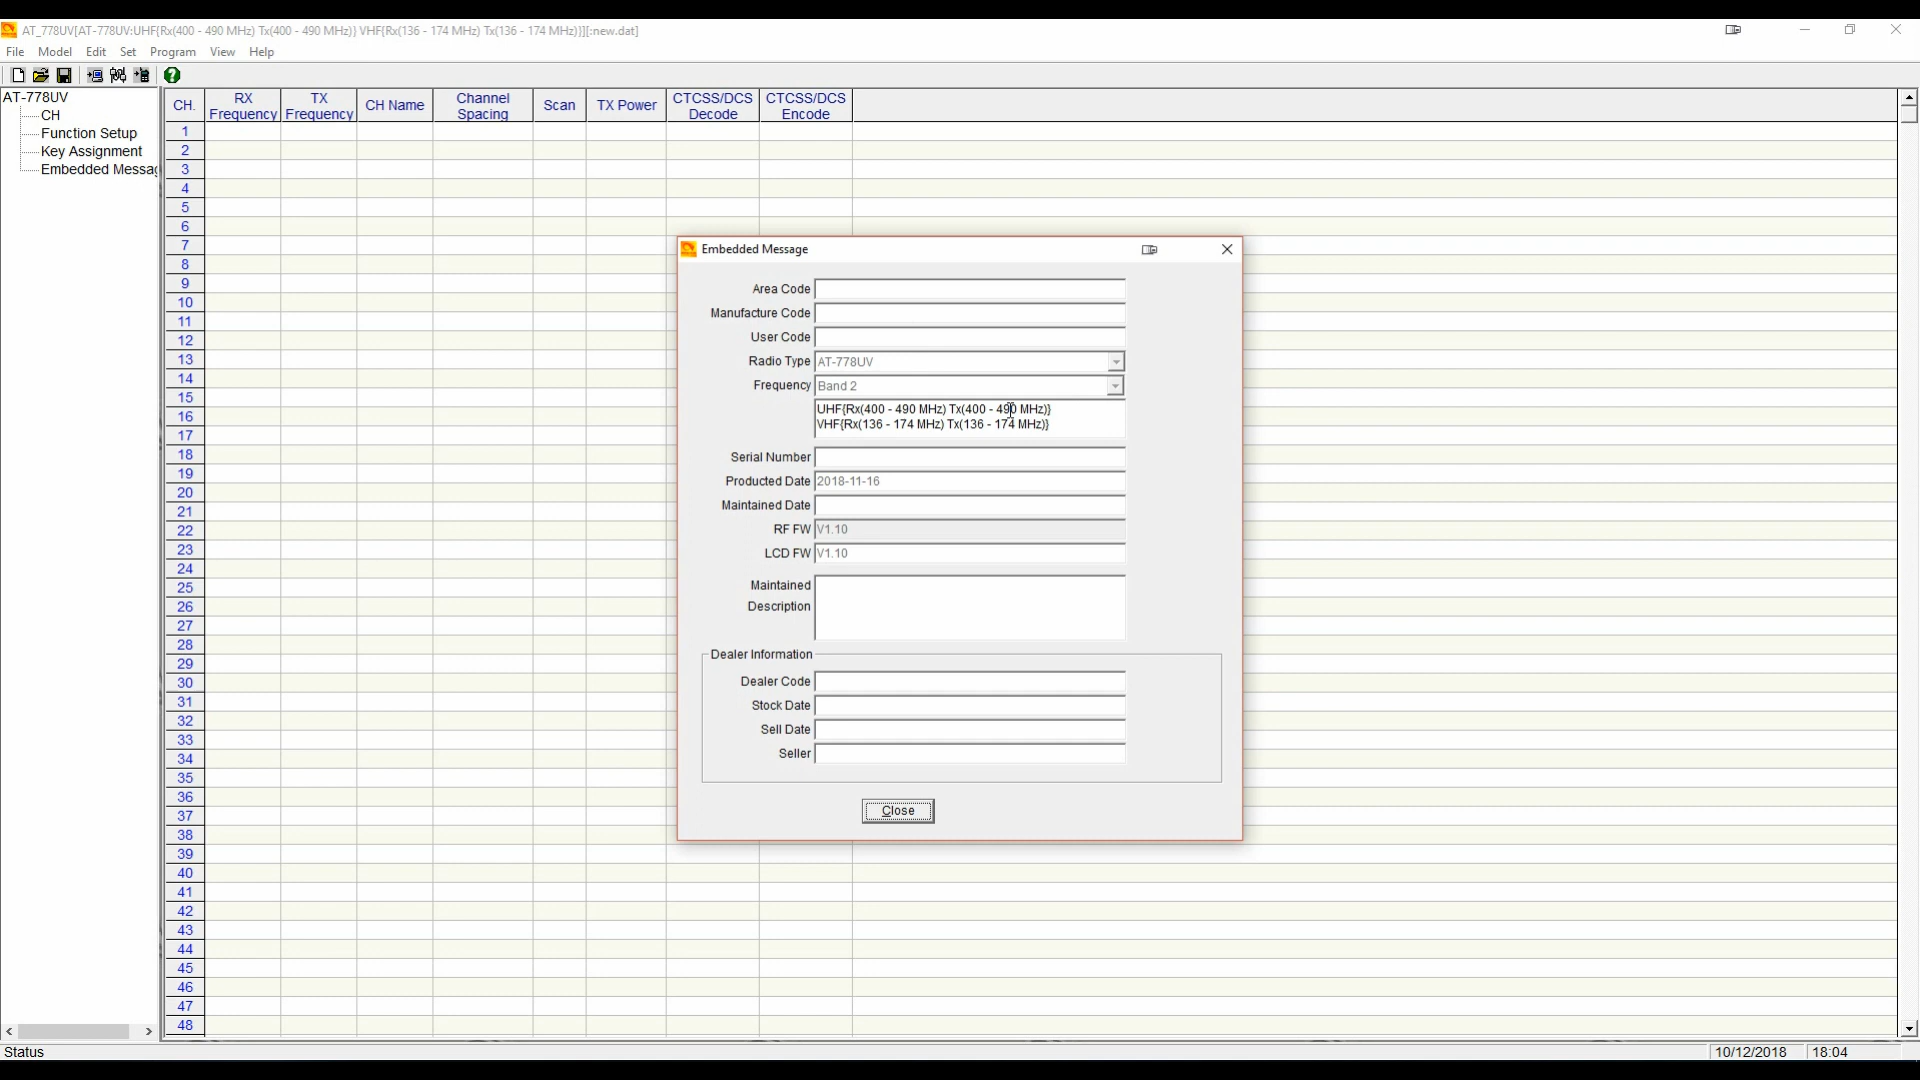 AT_778UV[AT-778UV:UHF{Rx(400 - 490 MHz) Tx(400 - 490 MHz)} VHF{Rx(136 - 174 MHz) Tx(136 - 174 MHz)}][:new.dat]
File Model Edit Set Program View Help
AT-778UV
CH
Function Setup
Key Assignment
Embedded Messag
CH. RX Frequency TX Frequency CH Name Channel Spacing Scan TX Power CTCSS/DCS Decode CTCSS/DCS Encode
1
2
3
4
5
6
7
8
9
10
11
12
13
14
15
16
17
18
19
20
21
22
23
24
25
26
27
28
29
30
31
32
33
34
35
36
37
38
39
40
41
42
43
44
45
46
47
48
Embedded Message
Area Code
Manufacture Code
User Code
Radio Type AT-778UV
Frequency Band 2
UHF{Rx(400 - 490 MHz) Tx(400 - 490 MHz)}
VHF{Rx(136 - 174 MHz) Tx(136 - 174 MHz)}
Serial Number
Producted Date 2018-11-16
Maintained Date
RF FW V1.10
LCD FW V1.10
Maintained
Description
Dealer Information
Dealer Code
Stock Date
Sell Date
Seller
Close
Status 10/12/2018 18:04